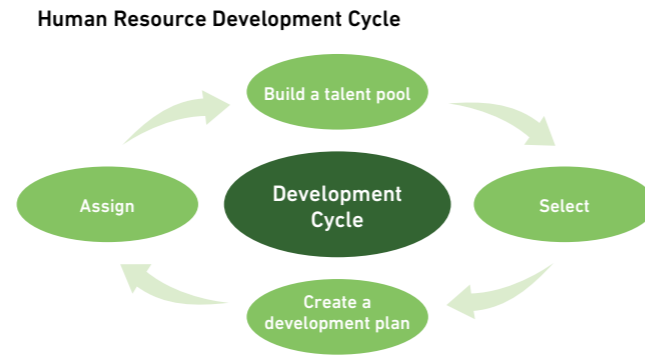 Human Resource Development Cycle
Build a talent pool
Assign
Development
Cycle
Select
Create a
development plan